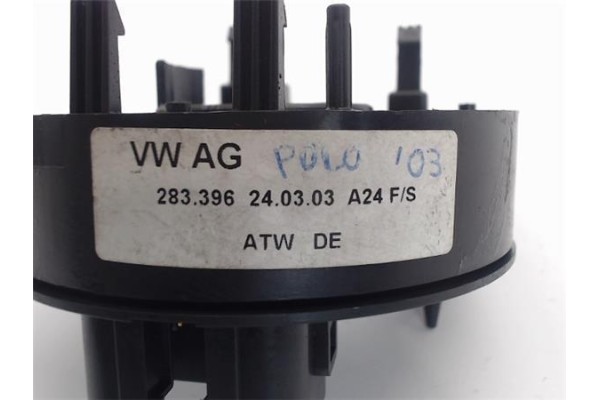 VW AG POLO '03
283.396 24.03.03 A24 F/S
ATW DE